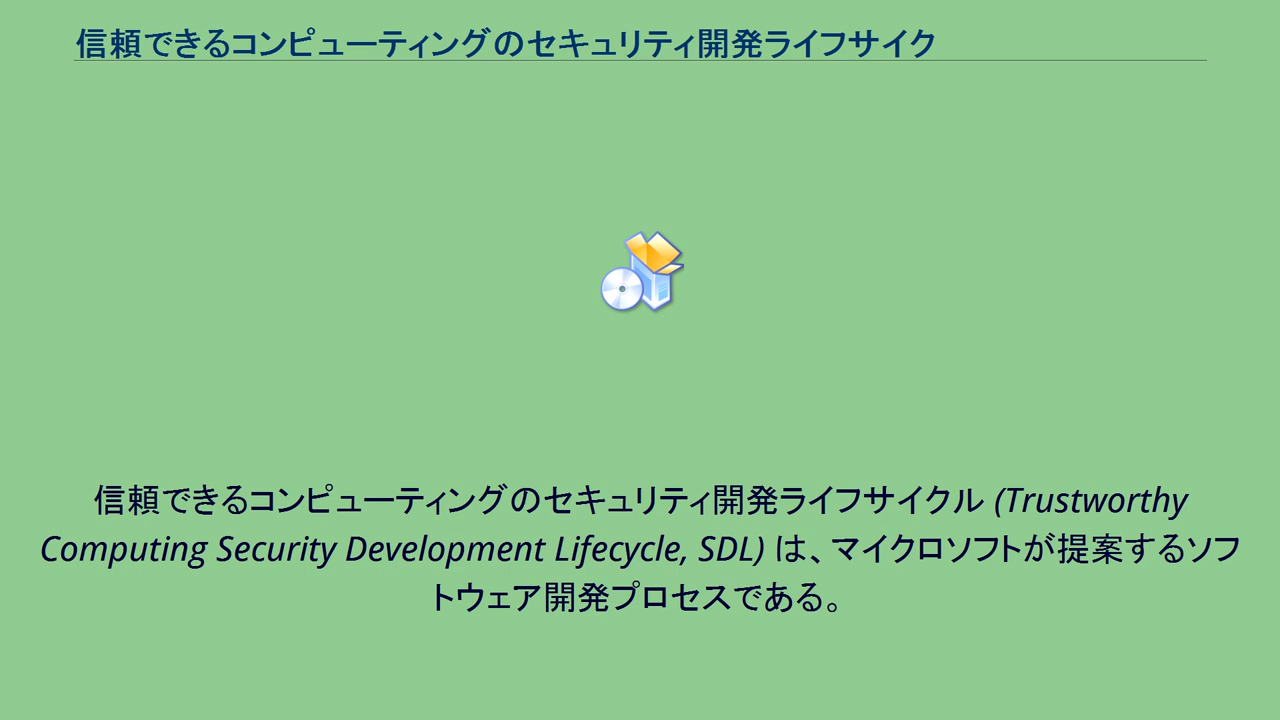 信頼できるコンピューティングのセキュリティ開発ライフサイク
信頼できるコンピューティングのセキュリティ開発ライフサイクル (Trustworthy
Computing Security Development Lifecycle, SDL) は、マイクロソフトが提案するソフ
トウェア開発プロセスである。